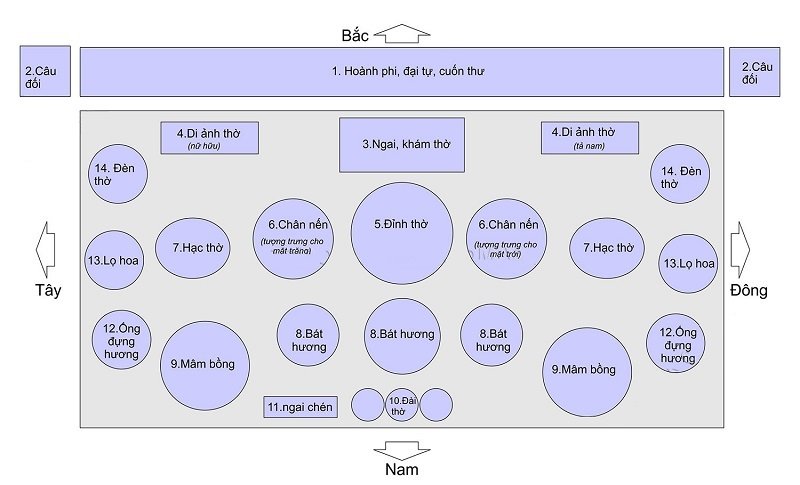 Bắc
2.Câu
đối
1. Hoành phi, đại tự, cuốn thư
2.Câu
đối
4.Di ảnh thờ
(nữ hữu)
3.Ngai, khám thờ
4.Di ảnh thờ
(tả nam)
14. Đèn
thờ
14. Đèn
thờ
6.Chân nến
(tượng trưng cho
mặt trăng)
5.Đỉnh thờ
6.Chân nến
(tượng trưng cho
mặt trời)
7.Hạc thờ
7.Hạc thờ
13.Lọ hoa
13.Lọ hoa
Tây
Đông
12.Ống
đựng
hương
8.Bát
hương
8.Bát hương
8.Bát
hương
12.Ống
đựng
hương
9.Mâm bồng
9.Mâm bồng
11.ngai chén
10.Đài
thờ
Nam